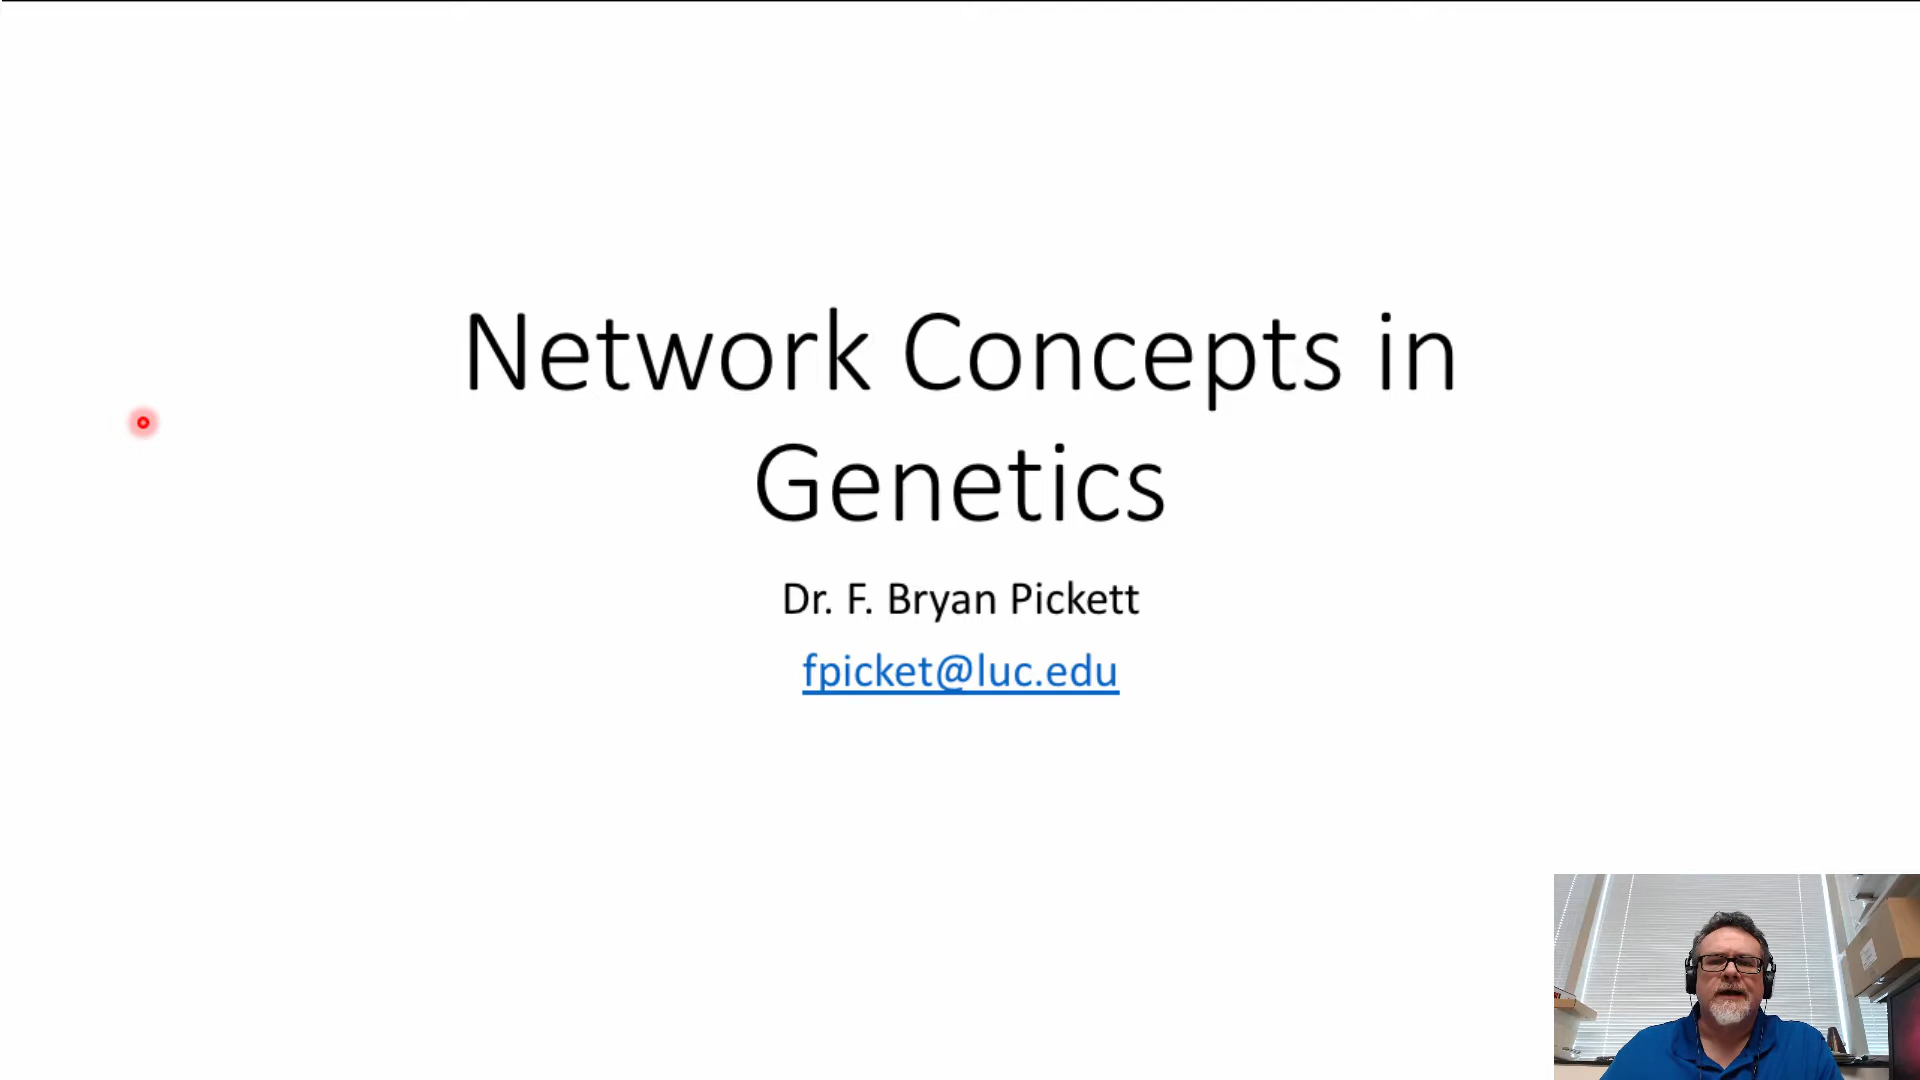 Network Concepts in
Genetics
Dr. F. Bryan Pickett
fpicket@luc.edu